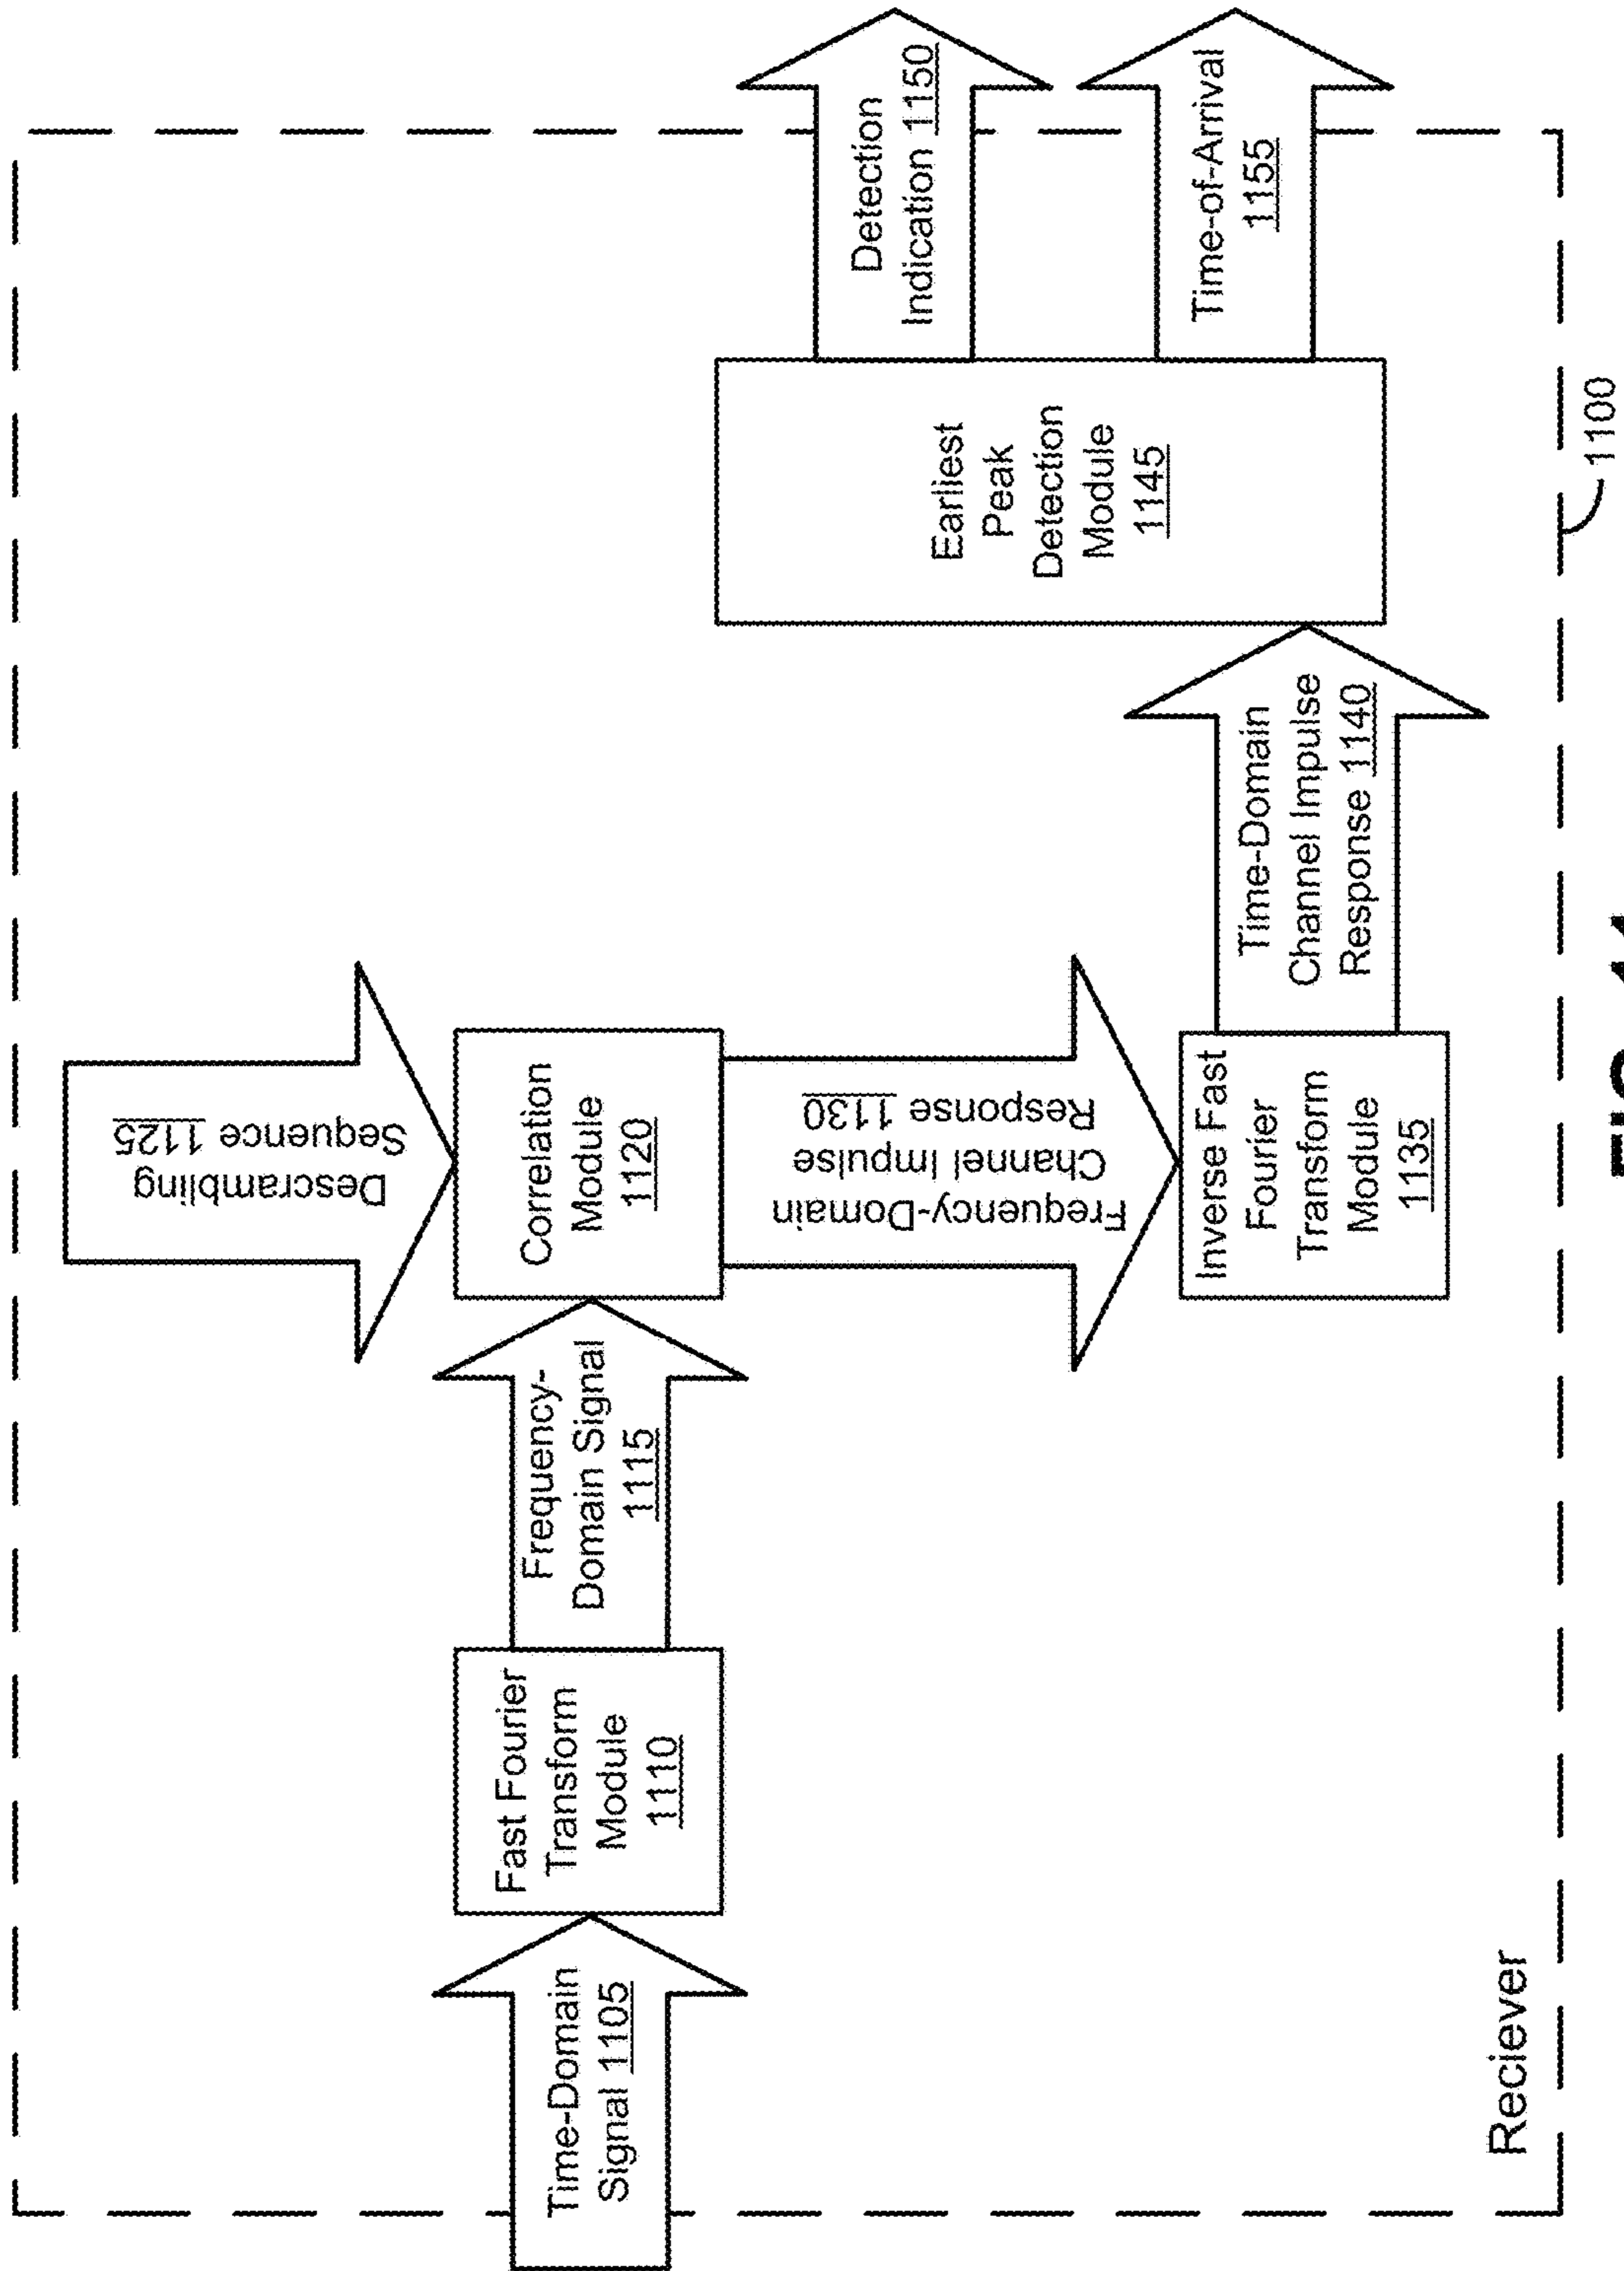 Time-Domain
Signal 1105
Fast Fourier
Transform
Module
1110
Frequency-
Domain Signal
1115
Descrambling
Sequence 1125
Correlation
Module
1120
Frequency-Domain
Channel Impulse
Response 1130
Inverse Fast
Fourier
Transform
Module
1135
Time-Domain
Channel Impulse
Response 1140
Earliest
Peak
Detection
Module
1145
Detection
Indication 1150
Time-of-Arrival
1155
Reciever
1100